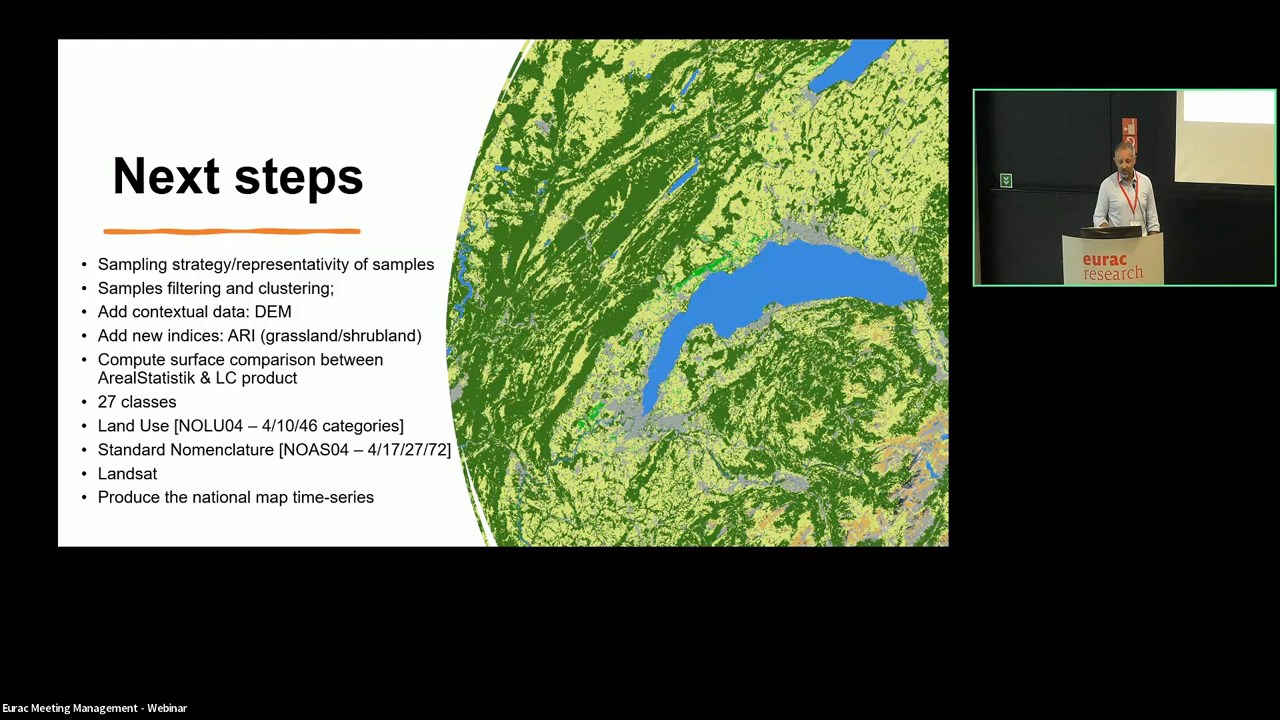 Next steps
• Sampling strategy/representativity of samples
• Samples filtering and clustering;
• Add contextual data: DEM
• Add new indices: ARI (grassland/shrubland)
• Compute surface comparison between
ArealStatistik & LC product
• 27 classes
• Land Use [NOLU04 – 4/10/46 categories]
• Standard Nomenclature [NOAS04 – 4/17/27/72]
• Landsat
• Produce the national map time-series
eurac
research
Eurac Meeting Management - Webinar